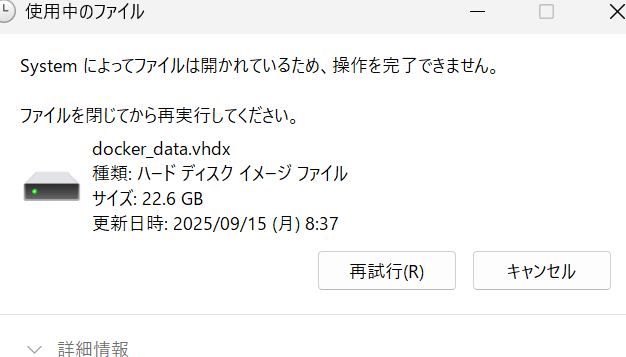 使用中のファイル
System によってファイルは開かれているため、操作を完了できません。
ファイルを閉じてから再実行してください。
docker_data.vhdx
種類: ハード ディスク イメージ ファイル
サイズ: 22.6 GB
更新日時: 2025/09/15 (月) 8:37
再試行(R)
キャンセル
詳細情報